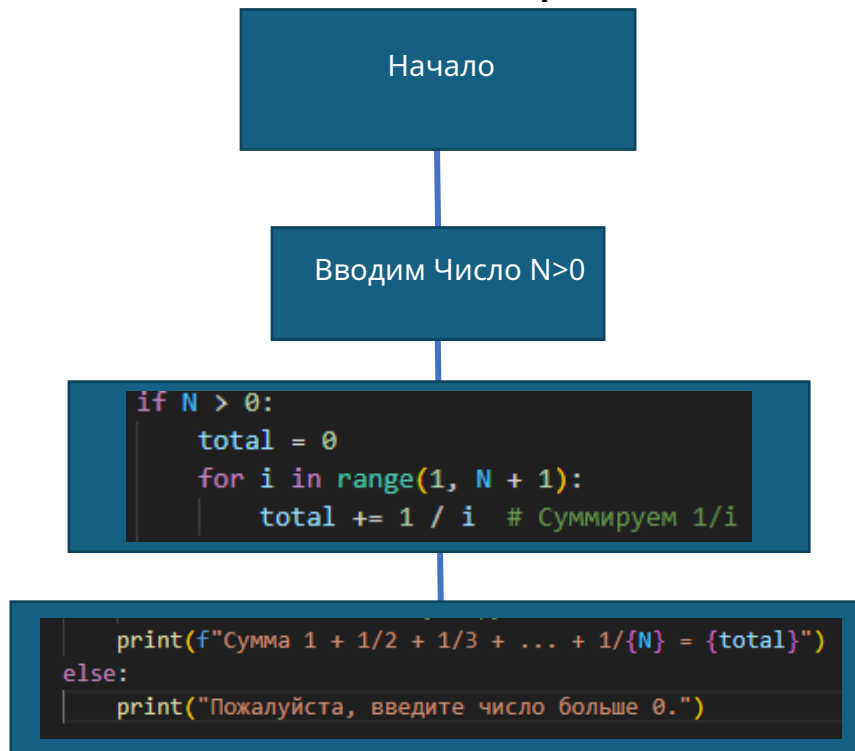 Начало
Вводим Число N>0
if N > 0:
total = 0
for i in range(1, N + 1):
total += 1 / i  # Суммируем 1/i
print(f"Сумма 1 + 1/2 + 1/3 + ... + 1/{N} = {total}")
else:
print("Пожалуйста, введите число больше 0.")